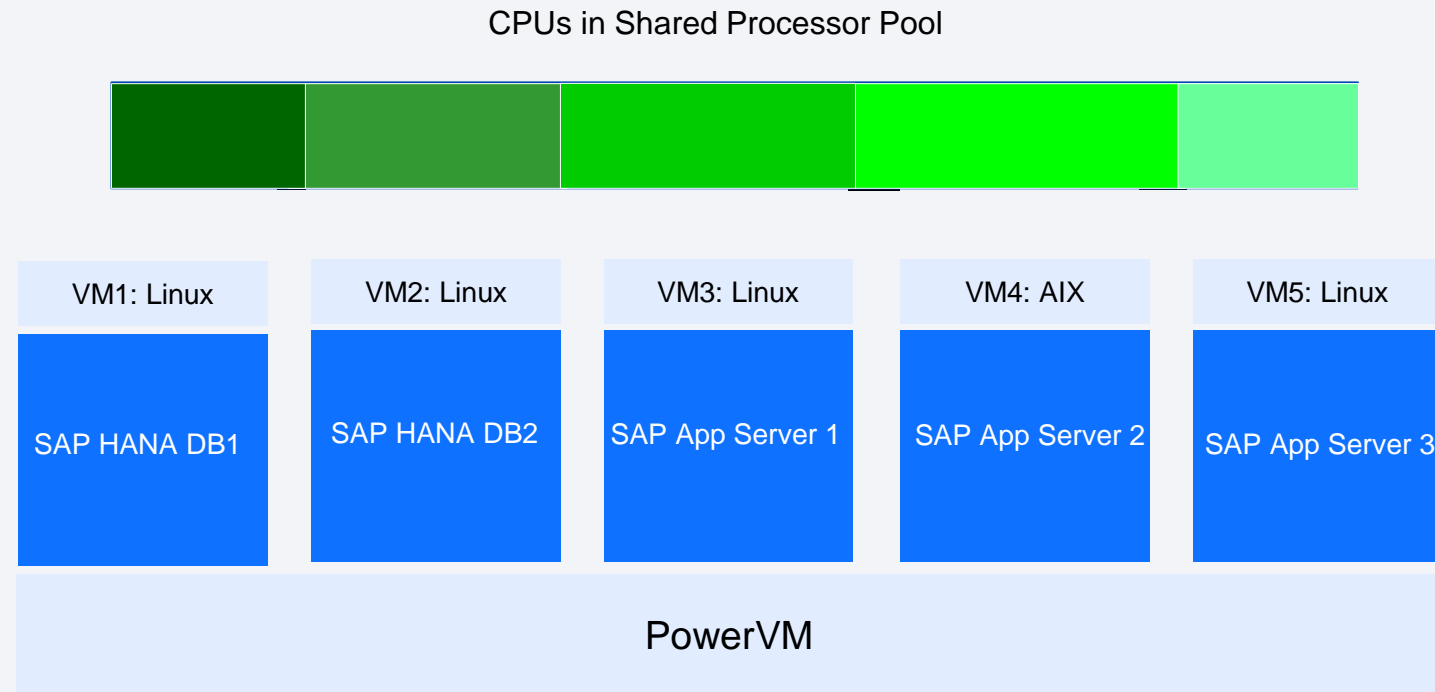 CPUs in Shared Processor Pool
VM1: Linux
VM2: Linux
VM3: Linux
VM4: AIX
VM5: Linux
SAP HANA DB1
SAP HANA DB2
SAP App Server 1
SAP App Server 2
SAP App Server 3
PowerVM